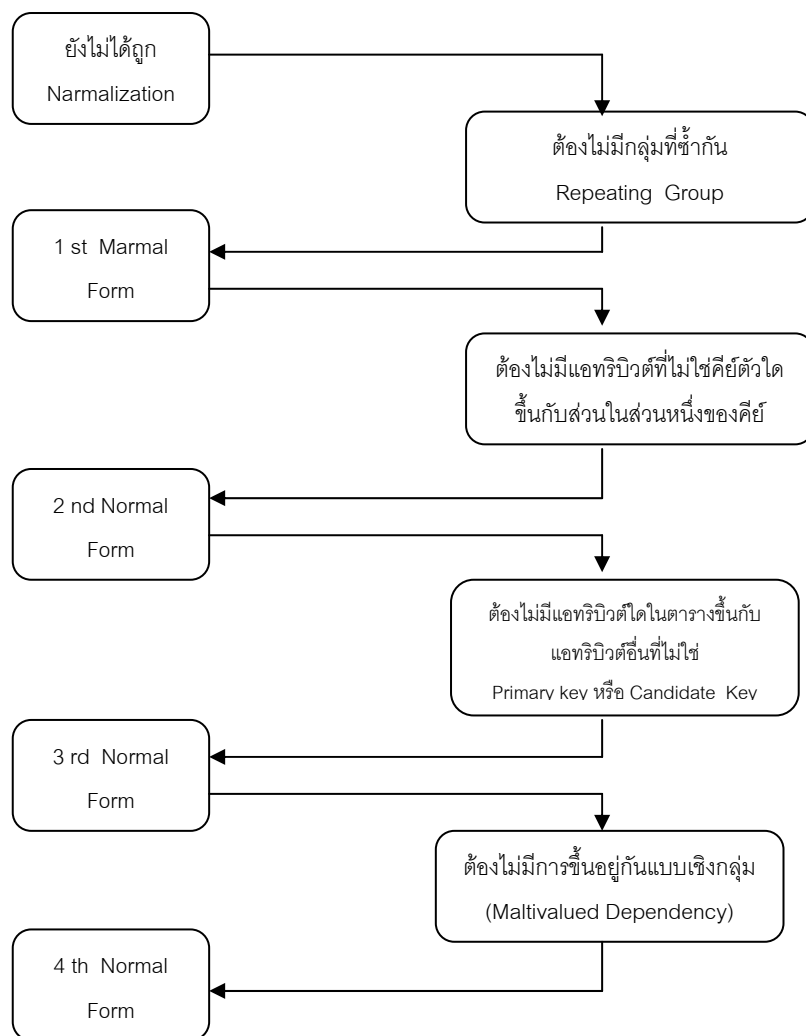 ยังไม่ได้ถูก
Narmalization
ต้องไม่มีกลุ่มที่ซ้ำกัน
Repeating Group
1 st Marmal
Form
ต้องไม่มีแอทริบิวต์ที่ไม่ใช่คีย์ตัวใด
ขึ้นกับส่วนในส่วนหนึ่งของคีย์
2 nd Normal
Form
ต้องไม่มีแอทริบิวต์ใดในตารางขึ้นกับ
แอทริบิวต์อื่นที่ไม่ใช่
Primary key หรือ Candidate Key
3 rd Normal
Form
ต้องไม่มีการขึ้นอยู่กันแบบเชิงกลุ่ม
(Maltivalued Dependency)
4 th Normal
Form